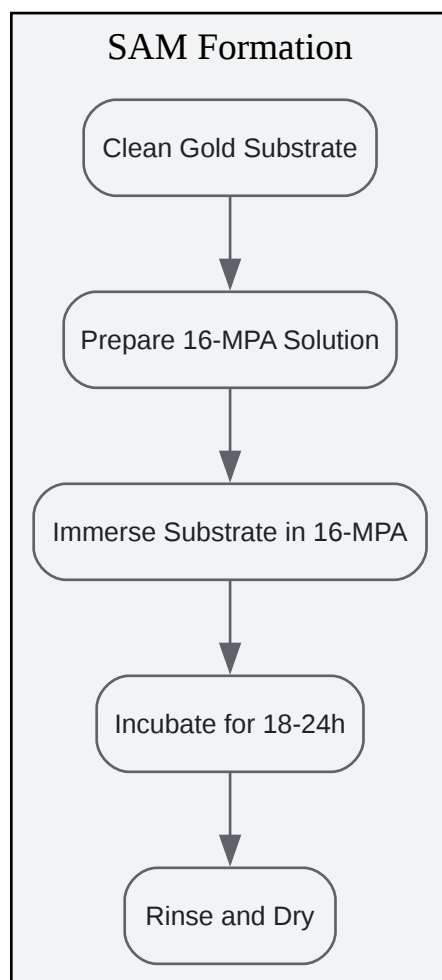 SAM Formation
Clean Gold Substrate
Prepare 16-MPA Solution
Immerse Substrate in 16-MPA
Incubate for 18-24h
Rinse and Dry